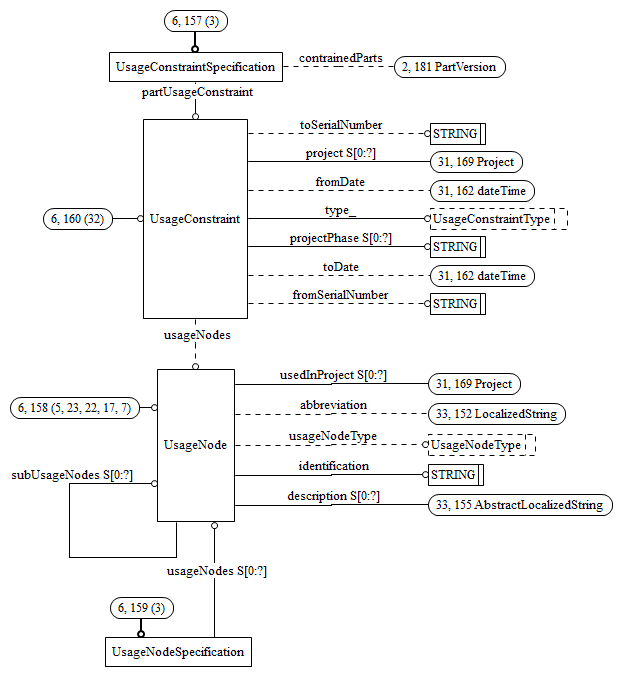 6, 157 (3)
UsageConstraintSpecification
contrainedParts
2, 181 PartVersion
partUsageConstraint
toSerialNumber
STRING
project S[0:?]
31, 169 Project
fromDate
31, 162 dateTime
6, 160 (32)
UsageConstraint
type_
UsageConstraintType
projectPhase S[0:?]
STRING
toDate
31, 162 dateTime
fromSerialNumber
STRING
usageNodes
usedInProject S[0:?]
31, 169 Project
6, 158 (5, 23, 22, 17, 7)
abbreviation
33, 152 LocalizedString
UsageNode
usageNodeType
UsageNodeType
subUsageNodes S[0:?]
identification
STRING
description S[0:?]
33, 155 AbstractLocalizedString
usageNodes S[0:?]
6, 159 (3)
UsageNodeSpecification